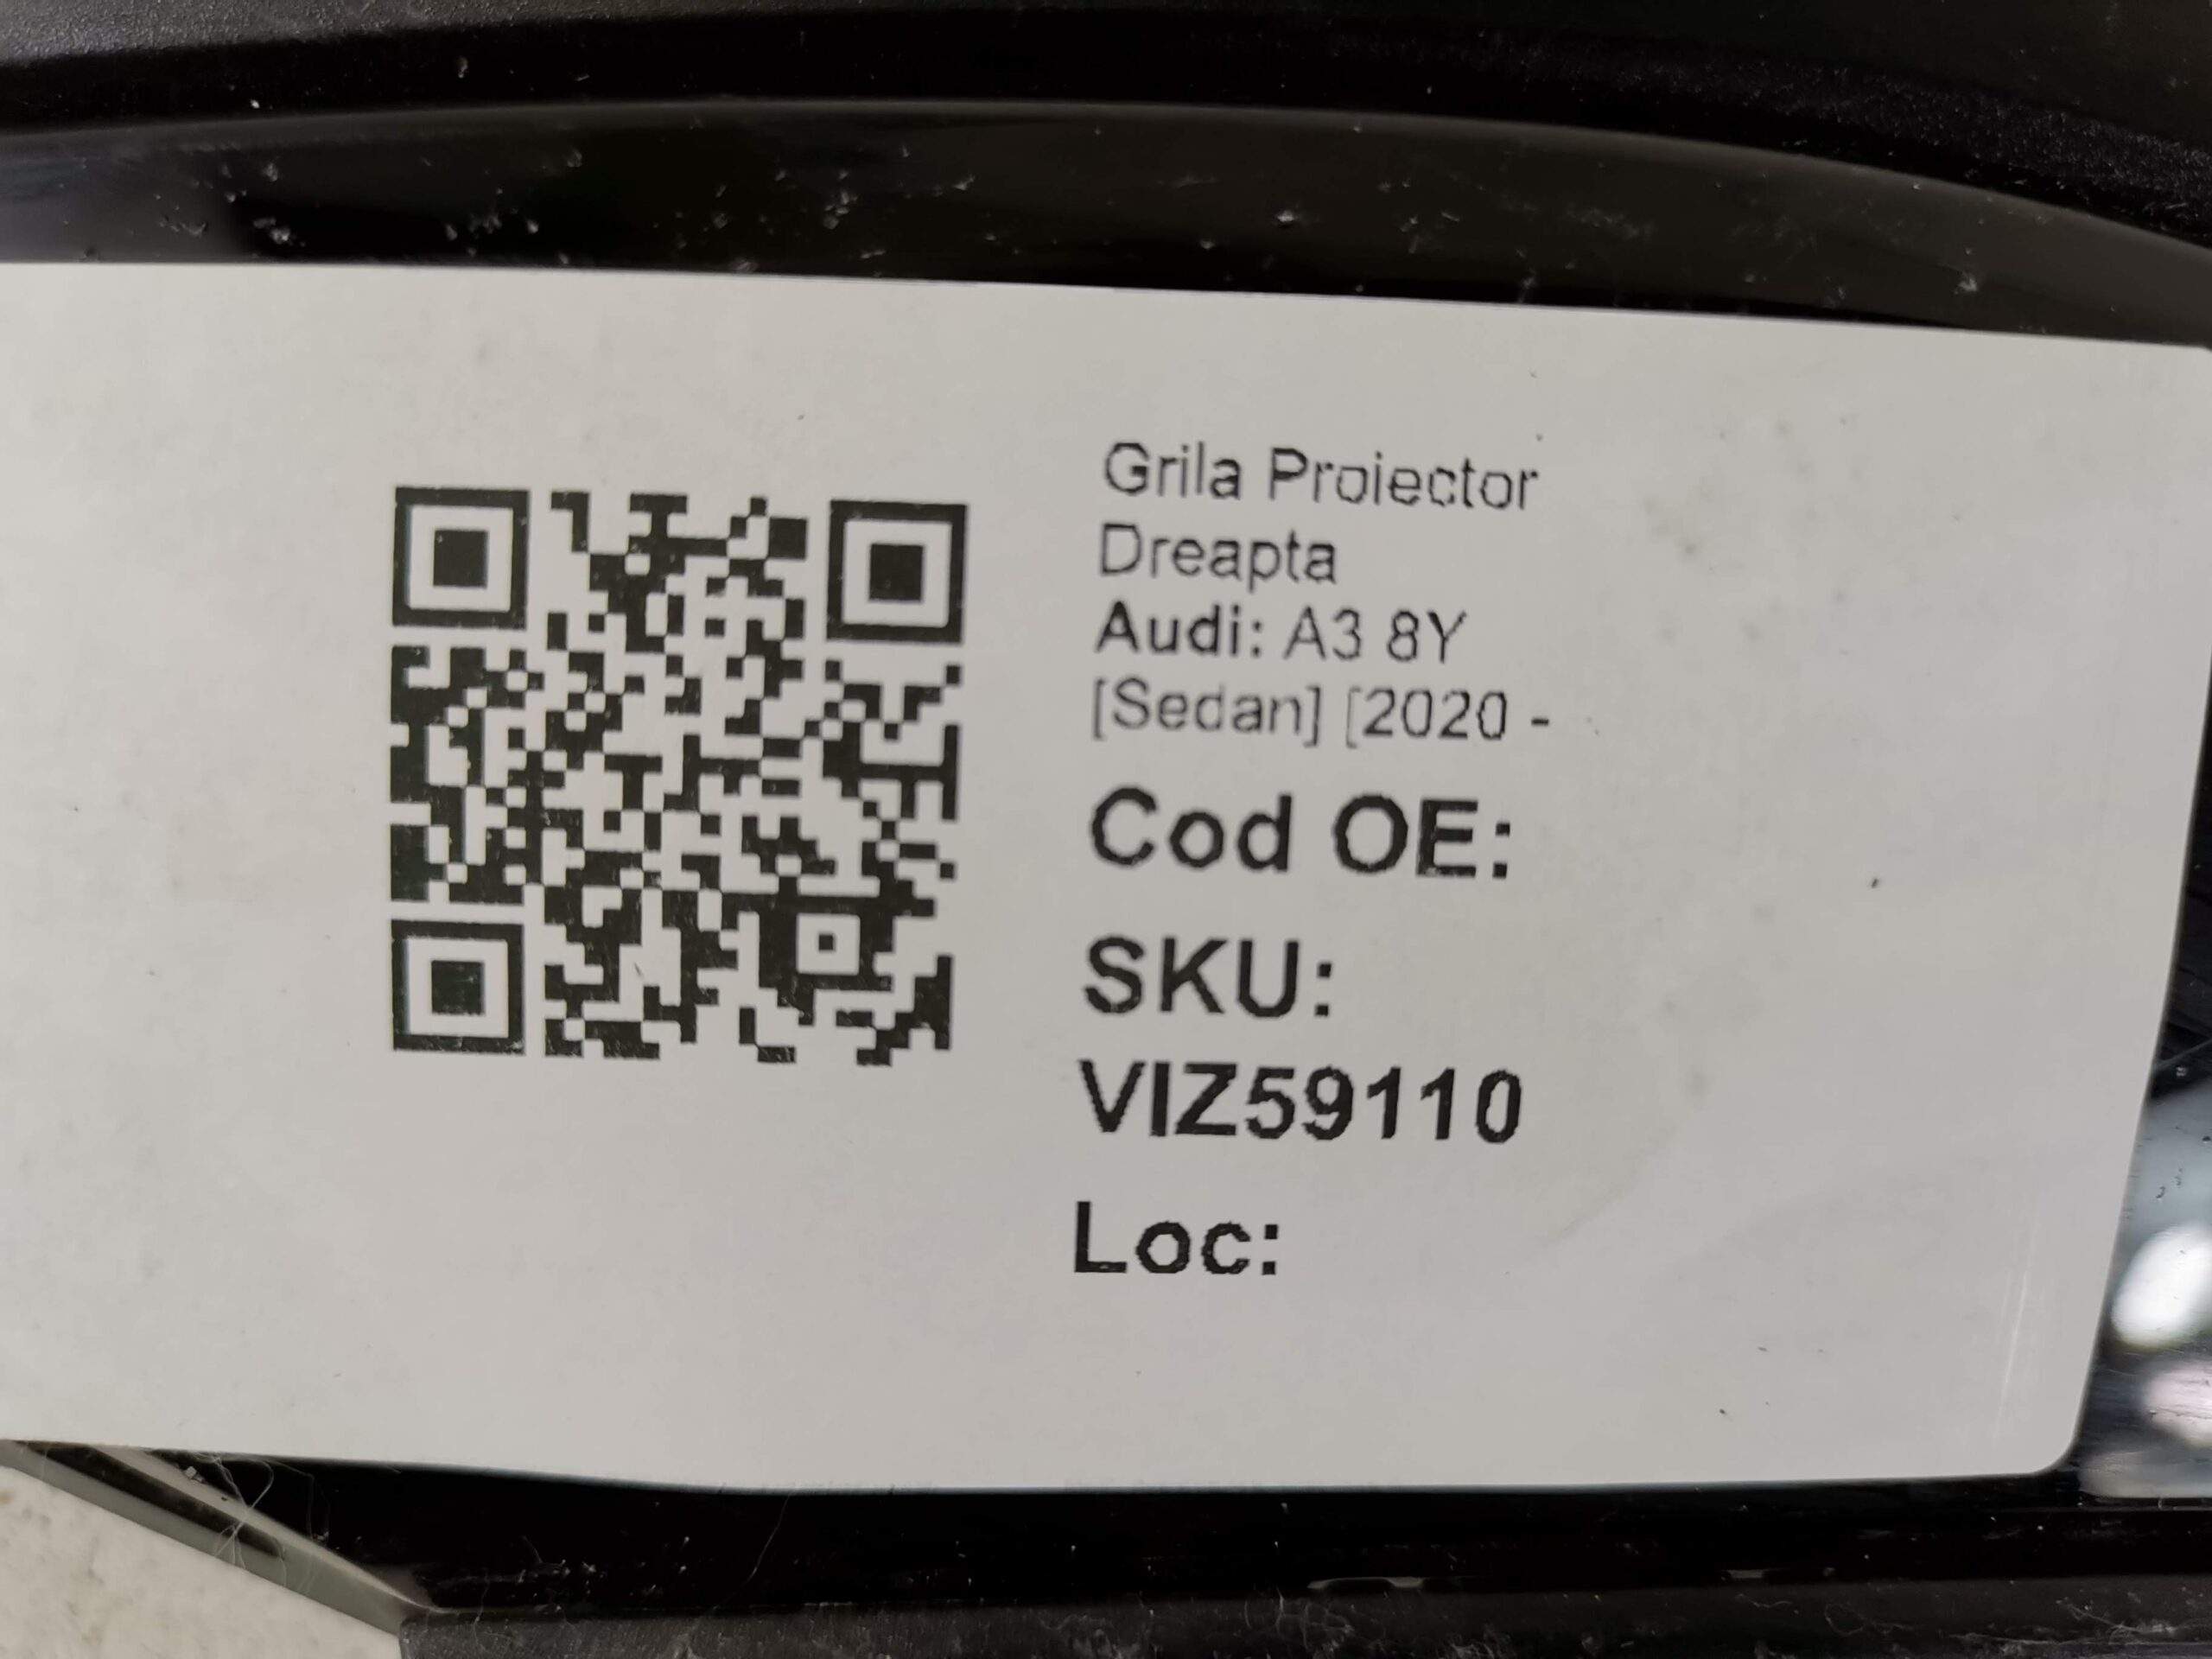 Grila Proiector
Dreapta
Audi: A3 8Y
[Sedan] [2020 -
Cod OE:
SKU:
VIZ59110
Loc: